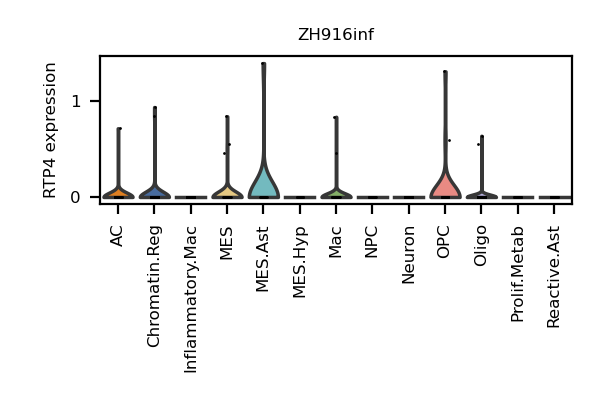 ZH916inf
RTP4 expression
1
0
AC
Chromatin.Reg
Inflammatory.Mac
MES
MES.Ast
MES.Hyp
Mac
NPC
Neuron
OPC
Oligo
Prolif.Metab
Reactive.Ast